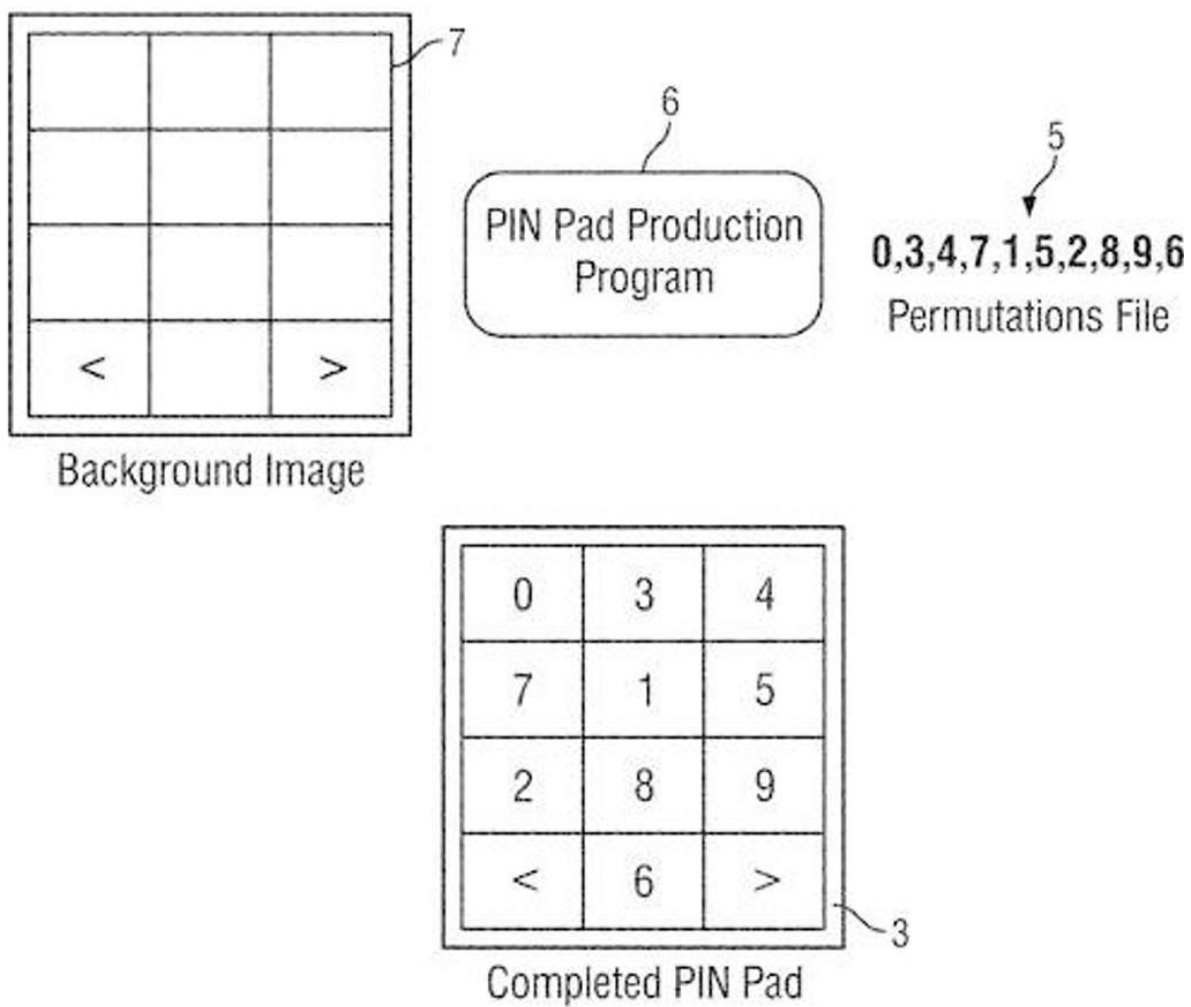 7
6
5
PIN Pad Production
Program
0,3,4,7,1,5,2,8,9,6
Permutations File
< >
Background Image
0 3 4
7 1 5
2 8 9
< 6 >
3
Completed PIN Pad